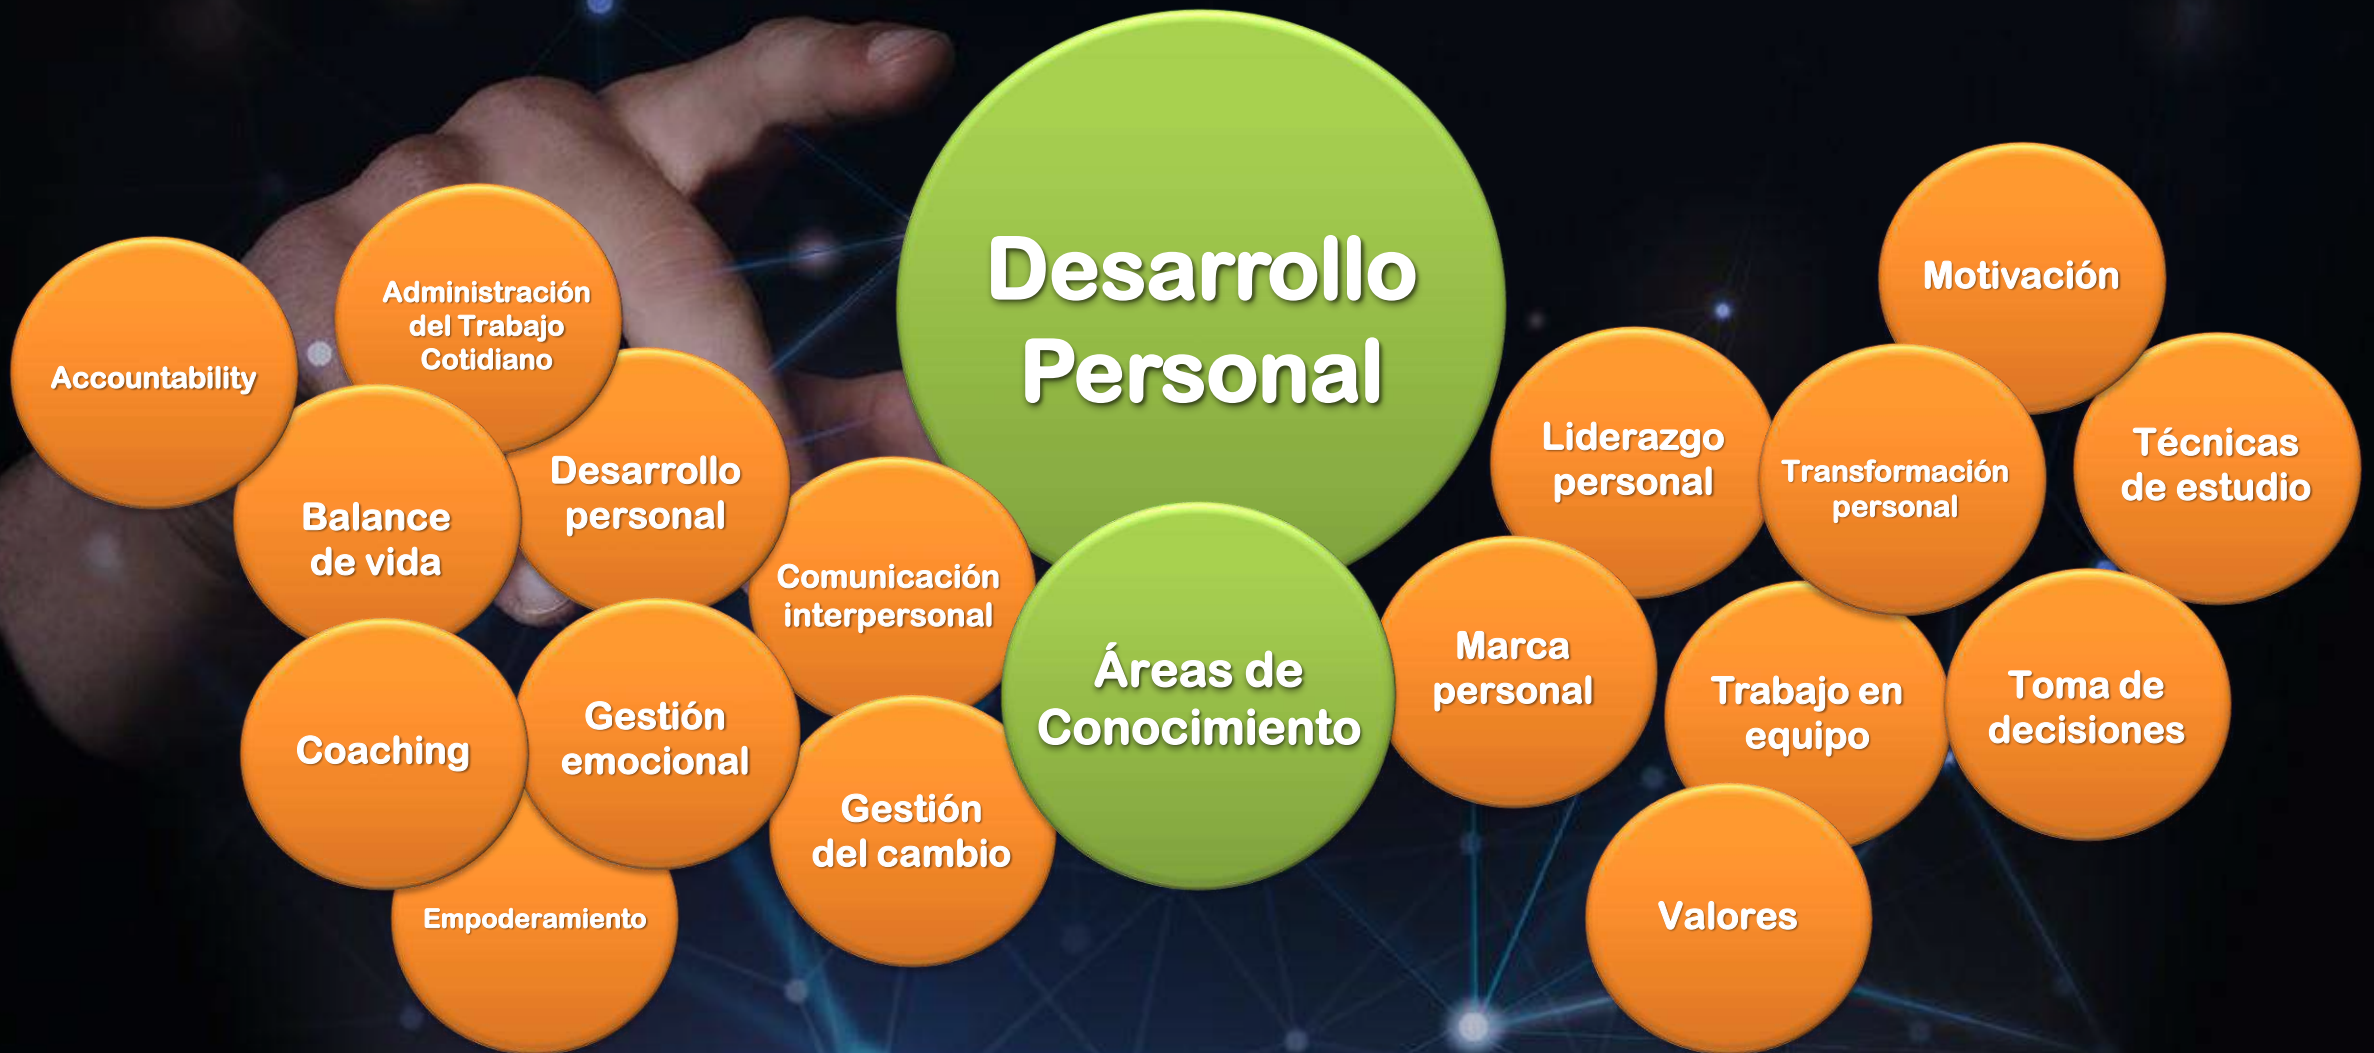 Desarrollo
Personal
Áreas de
Conocimiento
Accountability
Administración
del Trabajo
Cotidiano
Balance
de vida
Desarrollo
personal
Comunicación
interpersonal
Coaching
Gestión
emocional
Gestión
del cambio
Empoderamiento
Motivación
Liderazgo
personal
Transformación
personal
Técnicas
de estudio
Marca
personal
Trabajo en
equipo
Toma de
decisiones
Valores